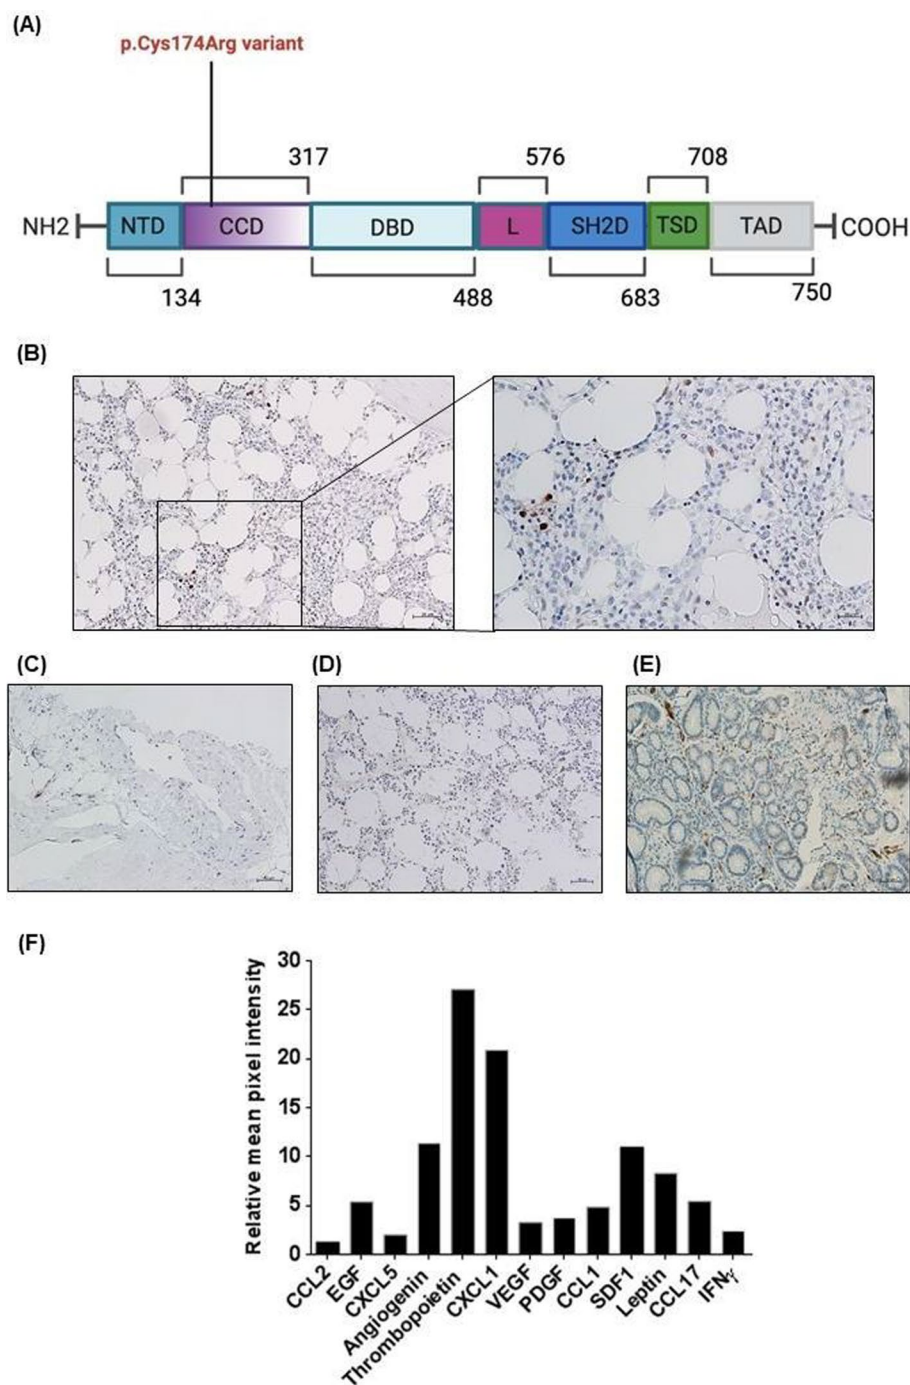 (A)
p.Cys174Arg variant
317 576 708
NH2 NTD CCD DBD L SH2D TSD TAD COOH
134 488 683 750
(B)
(C) (D) (E)
(F)
Relative mean pixel intensity
30
25
20
15
10
5
0
CCL2 EGF CXCL5 Angiogenin Thrombopoietin CXCL1 VEGF PDGF CCL1 SDF1 Leptin CCL17 IFNγ